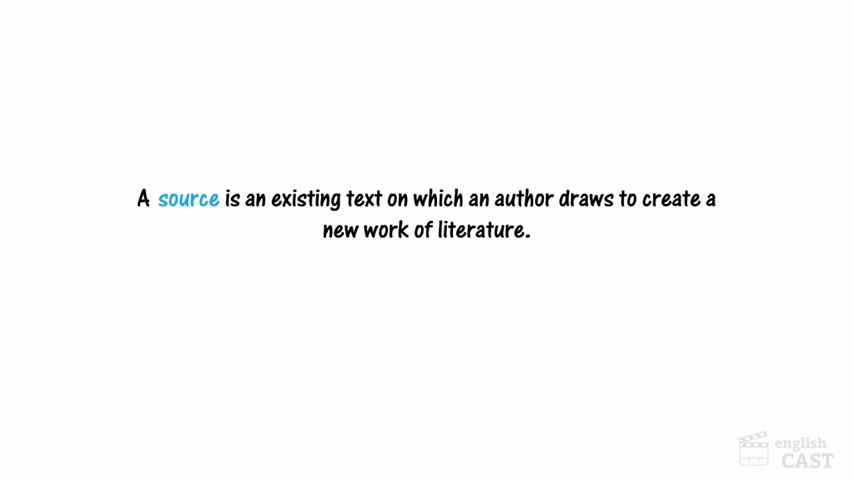 A source is an existing text on which an author draws to create a
new work of literature.
english
CAST